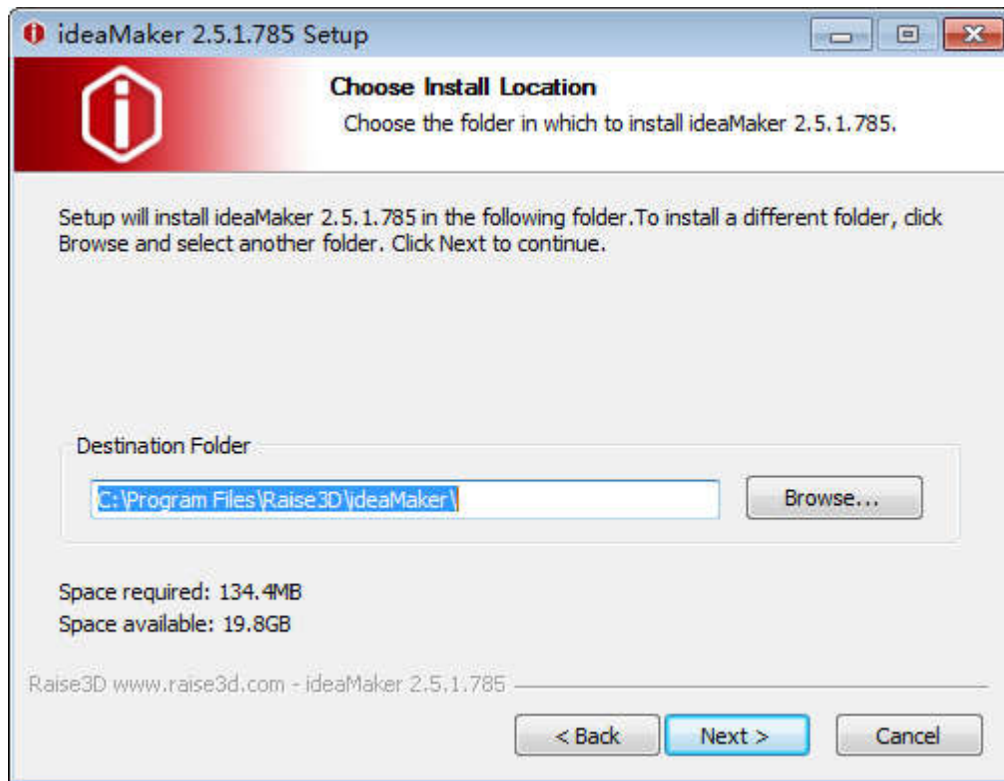 ideaMaker 2.5.1.785 Setup
Choose Install Location
Choose the folder in which to install ideaMaker 2.5.1.785.
Setup will install ideaMaker 2.5.1.785 in the following folder.To install a different folder, click
Browse and select another folder. Click Next to continue.
Destination Folder
C:\Program Files\Raise3D\ideaMaker\
Browse...
Space required: 134.4MB
Space available: 19.8GB
Raise3D www.raise3d.com - ideaMaker 2.5.1.785
< Back
Next >
Cancel